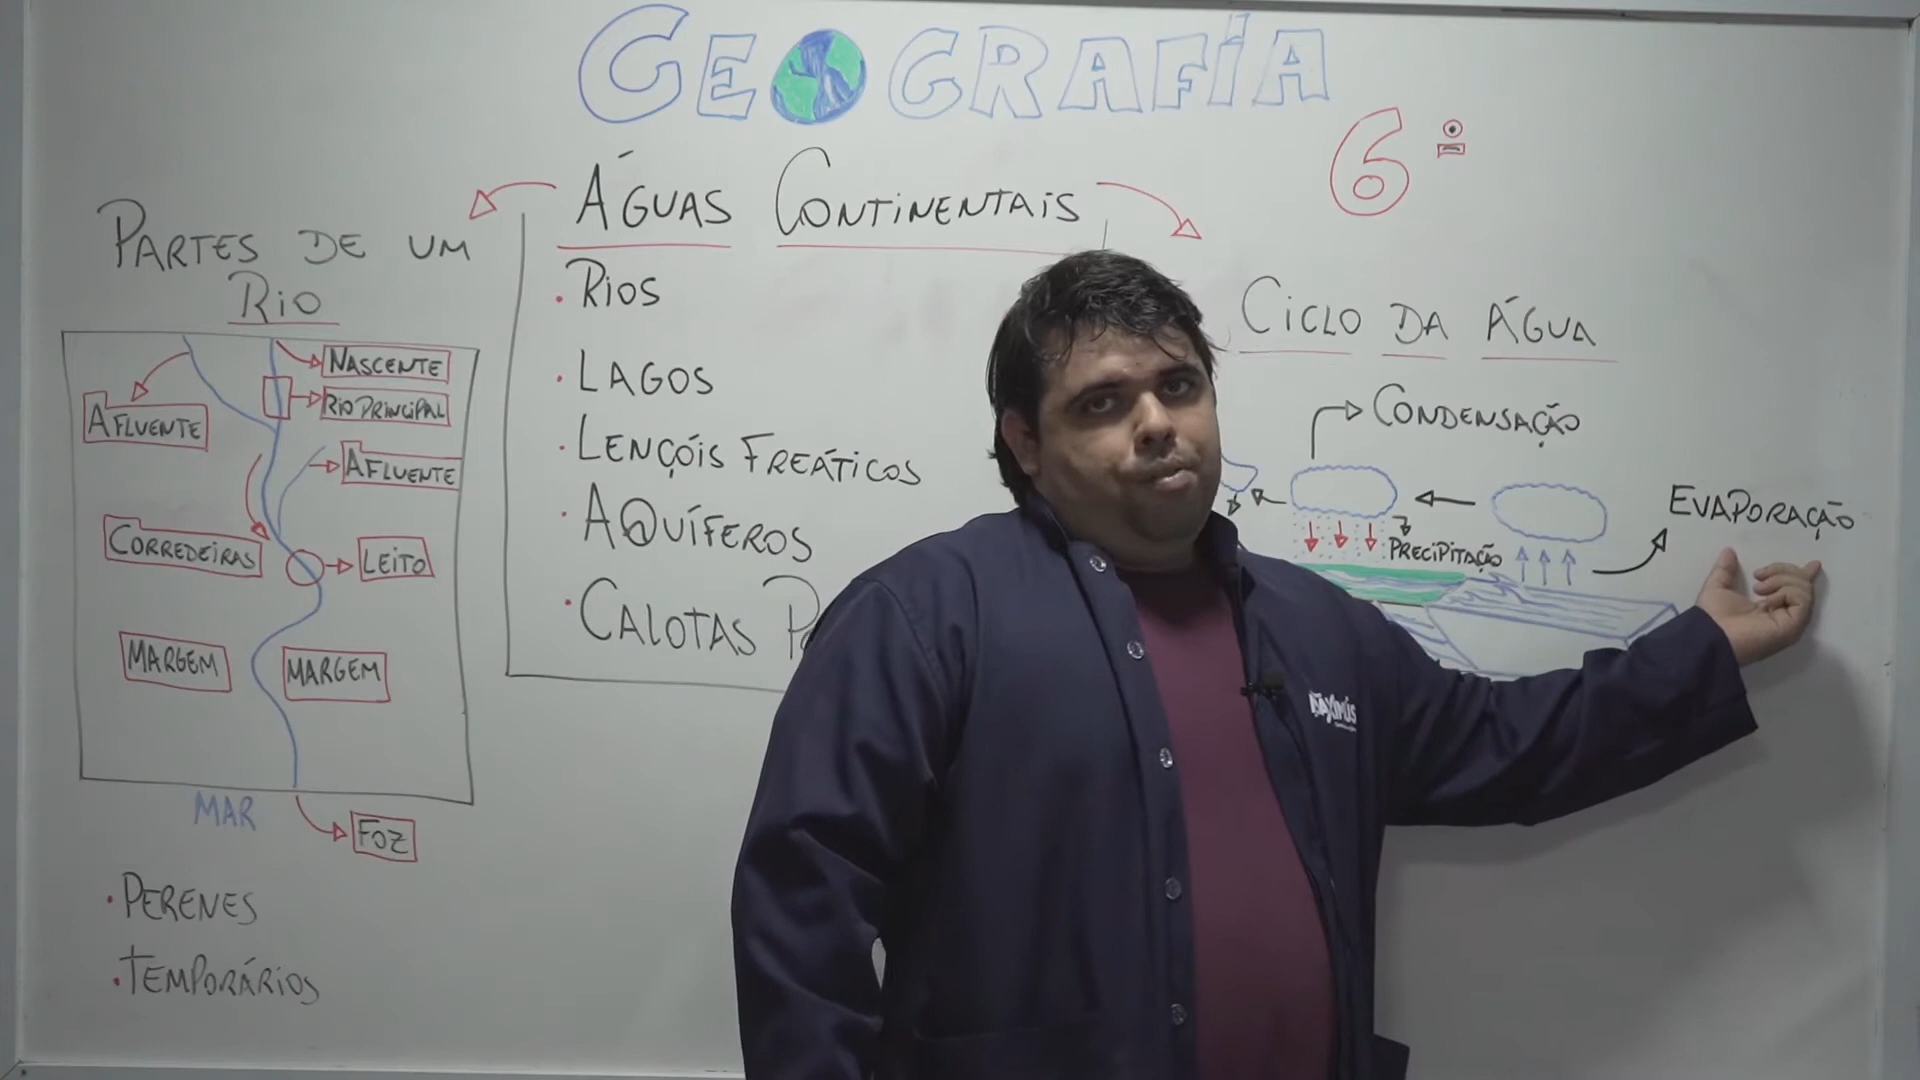 GEOGRAFIA
6º
ÁGUAS CONTINENTAIS
RIOS
LAGOS
LENÇÓIS FREÁTICOS
AQUÍFEROS
CALOTAS
PARTES DE UM
RIO
NASCENTE
RIO PRINCIPAL
AFLUENTE
AFLUENTE
CORREDEIRAS
LEITO
MARGEM
MARGEM
MAR
FOZ
PERENES
TEMPORÁRIOS
CICLO DA ÁGUA
CONDENSAÇÃO
EVAPORAÇÃO
PRECIPITAÇÃO
MAXIMUS